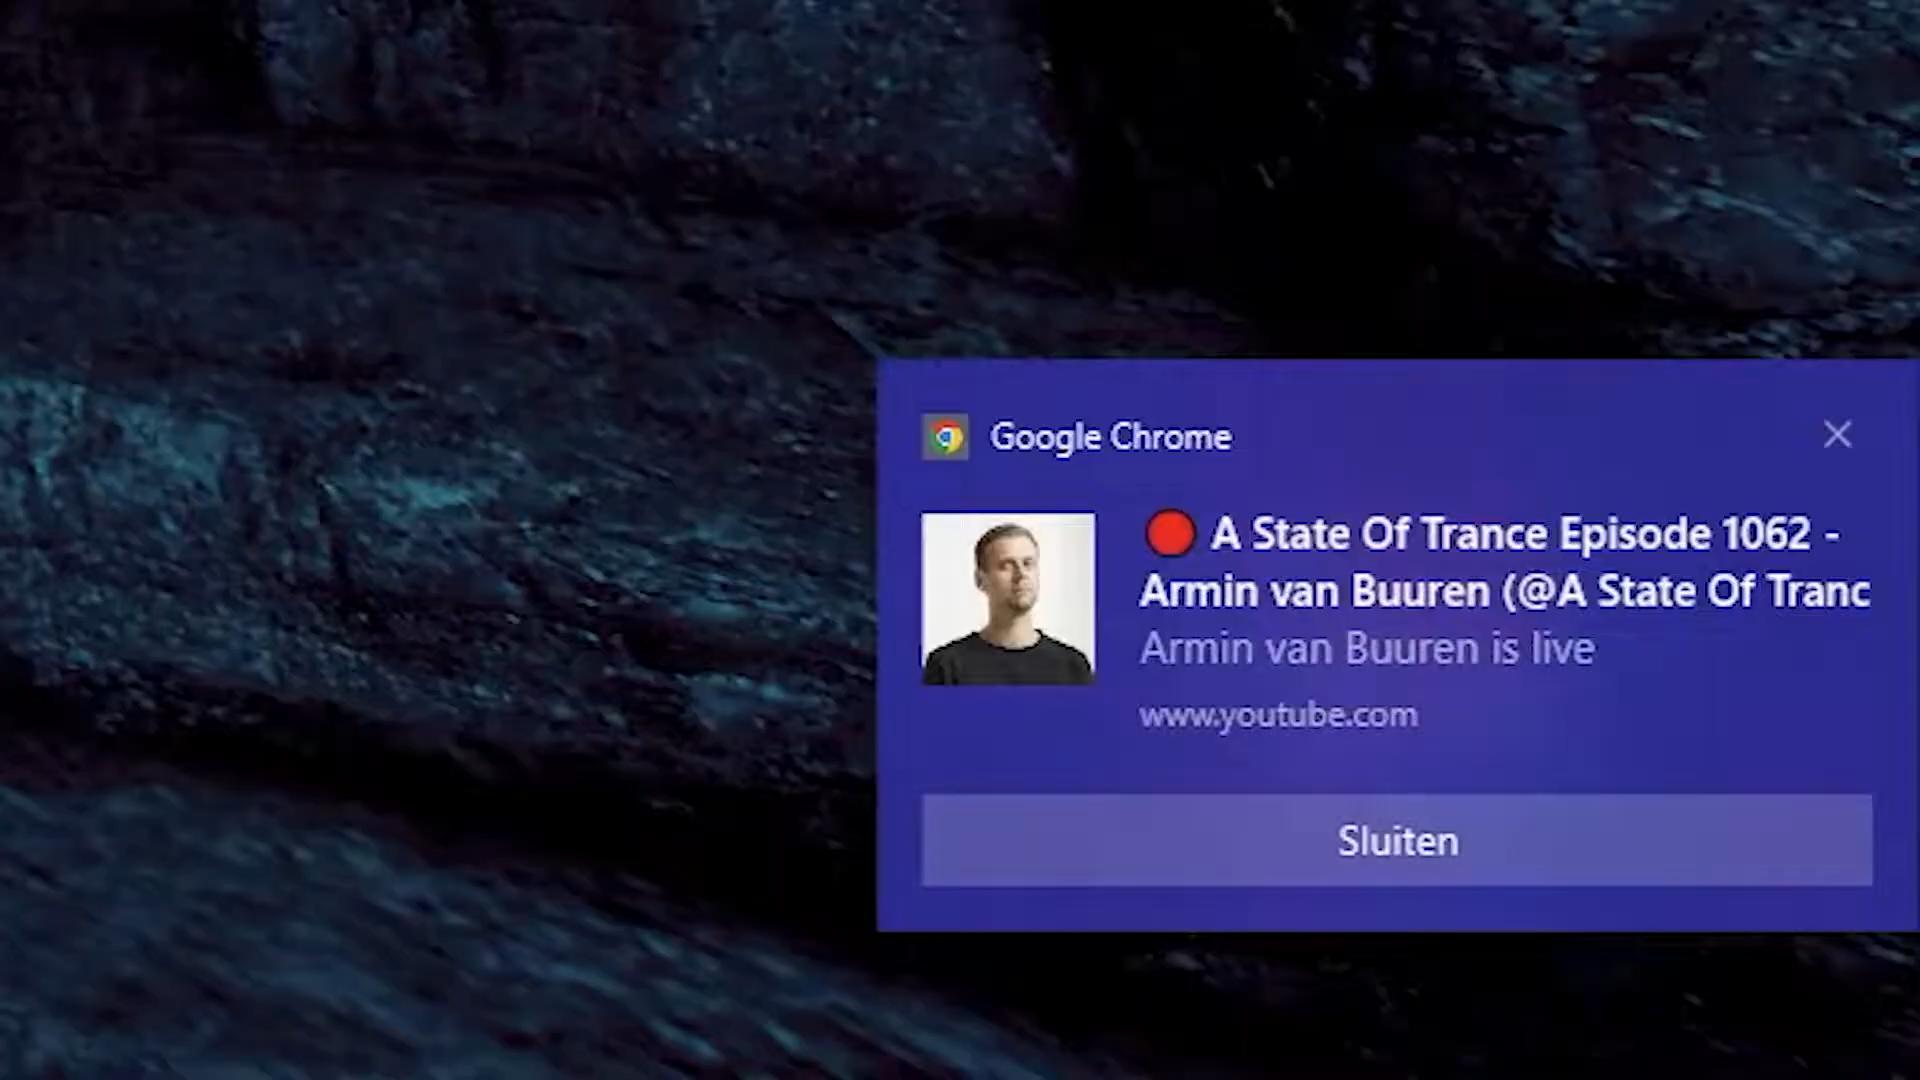 Google Chrome
🔴 A State Of Trance Episode 1062 -
Armin van Buuren (@A State Of Tranc
Armin van Buuren is live
www.youtube.com
Sluiten